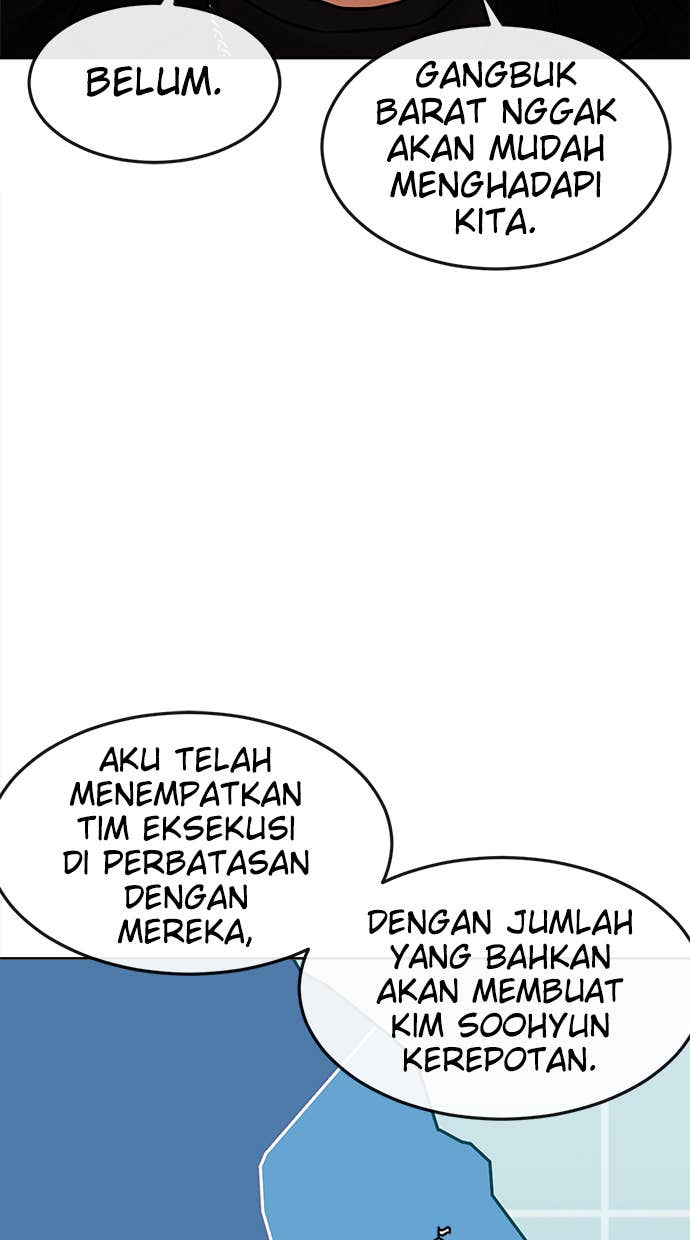 BELUM.
GANGBUK
BARAT NGGAK
AKAN MUDAH
MENGHADAPI
KITA.
AKU TELAH
MENEMPATKAN
TIM EKSEKUSI
DI PERBATASAN
DENGAN
MEREKA,
DENGAN JUMLAH
YANG BAHKAN
AKAN MEMBUAT
KIM SOOHYUN
KEREPOTAN.